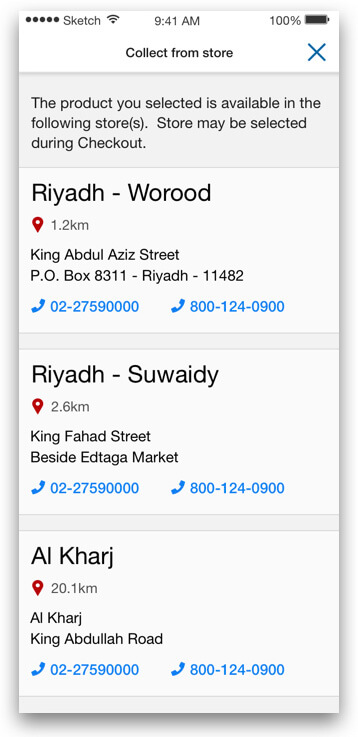 Sketch 9:41 AM 100%
Collect from store
The product you selected is available in the
following store(s).  Store may be selected
during Checkout.
Riyadh - Worood
1.2km
King Abdul Aziz Street
P.O. Box 8311 - Riyadh - 11482
02-27590000 800-124-0900
Riyadh - Suwaidy
2.6km
King Fahad Street
Beside Edtaga Market
02-27590000 800-124-0900
Al Kharj
20.1km
Al Kharj
King Abdullah Road
02-27590000 800-124-0900